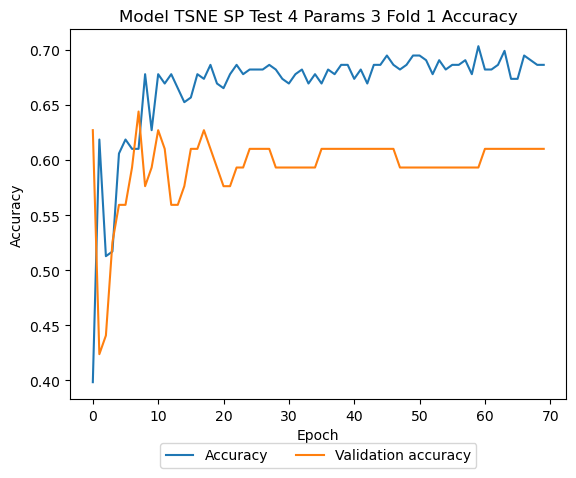 Model TSNE SP Test 4 Params 3 Fold 1 Accuracy
0.70
0.65
0.60
0.55
0.50
0.45
0.40
Accuracy
0 10 20 30 40 50 60 70
Epoch
Accuracy Validation accuracy